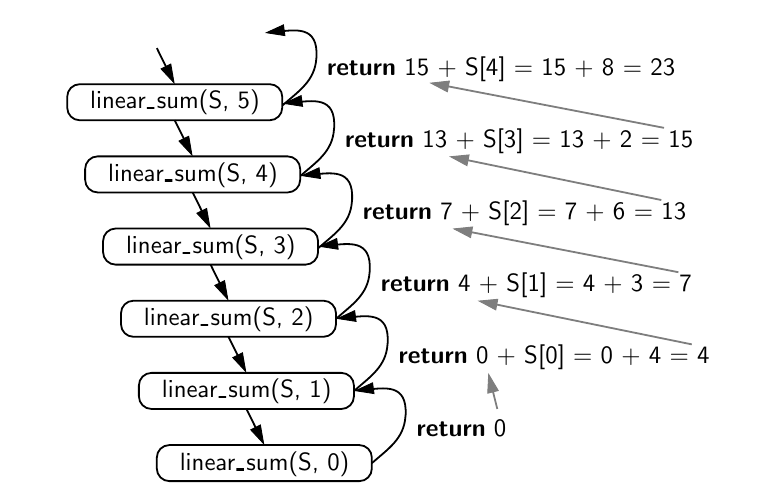 return 15 + S[4] = 15 + 8 = 23
linear_sum(S, 5)
return 13 + S[3] = 13 + 2 = 15
linear_sum(S, 4)
return 7 + S[2] = 7 + 6 = 13
linear_sum(S, 3)
return 4 + S[1] = 4 + 3 = 7
linear_sum(S, 2)
return 0 + S[0] = 0 + 4 = 4
linear_sum(S, 1)
return 0
linear_sum(S, 0)